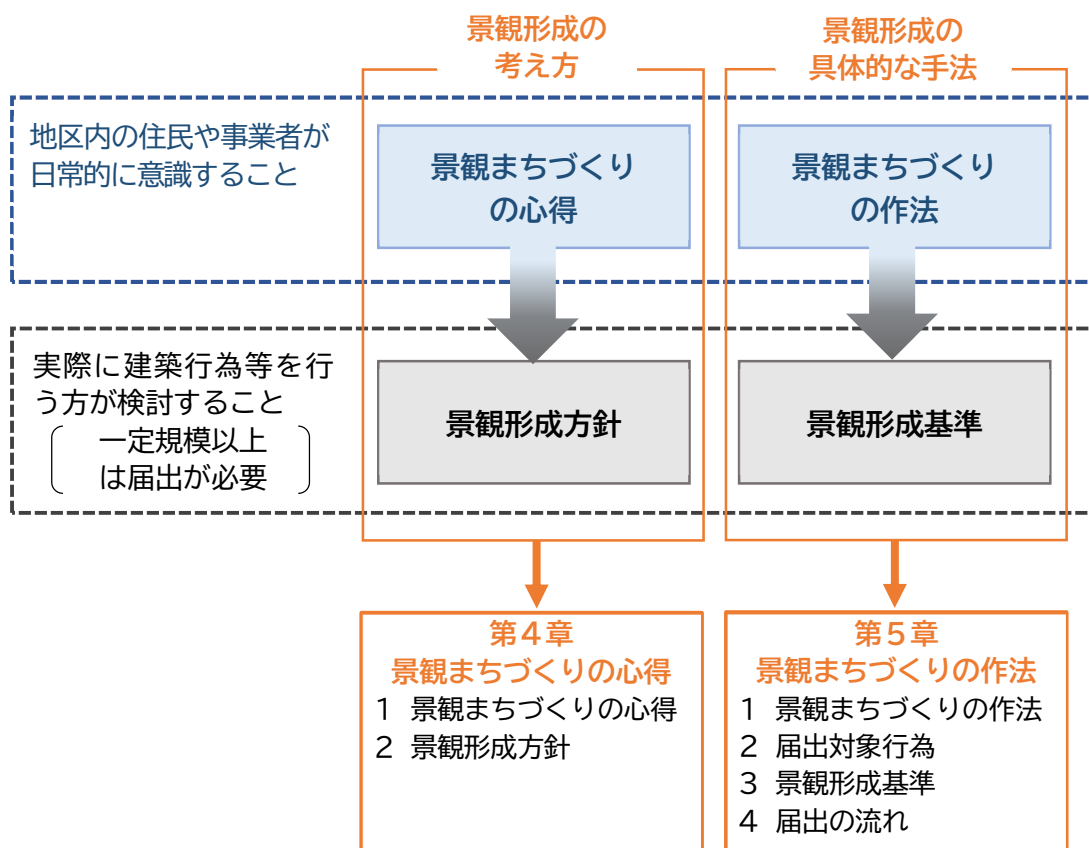 景観形成の
考え方
景観形成の
具体的な手法
地区内の住民や事業者が
日常的に意識すること
景観まちづくり
の心得
景観まちづくり
の作法
実際に建築行為等を行
う方が検討すること
一定規模以上
は届出が必要
景観形成方針
景観形成基準
第4章
景観まちづくりの心得
1 景観まちづくりの心得
2 景観形成方針
第5章
景観まちづくりの作法
1 景観まちづくりの作法
2 届出対象行為
3 景観形成基準
4 届出の流れ